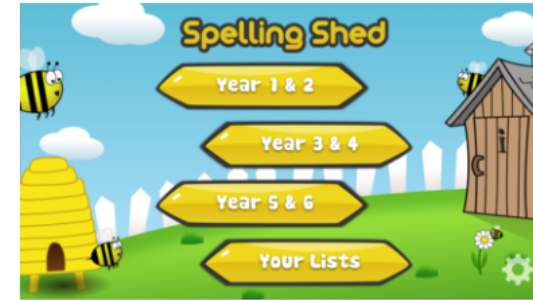 Spelling Shed
Year 1 & 2
Year 3 & 4
Year 5 & 6
Your Lists